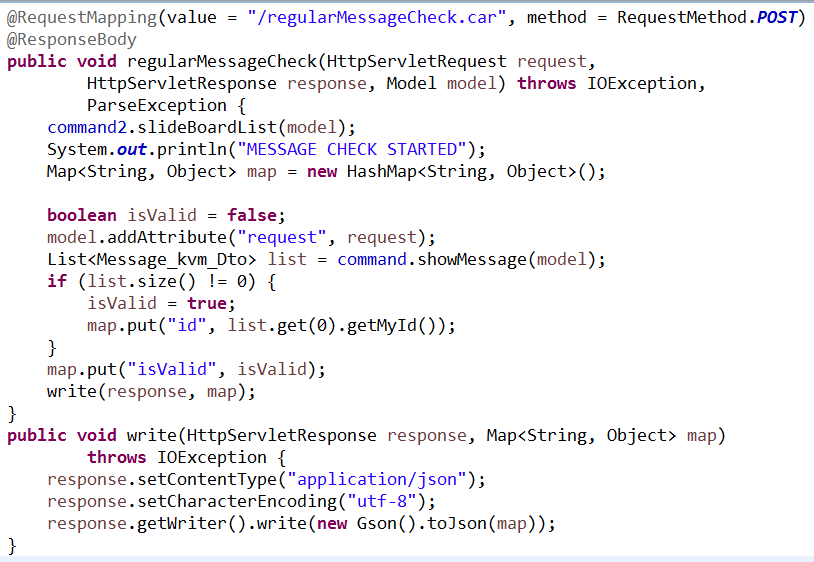 @RequestMapping(value = "/regularMessageCheck.car", method = RequestMethod.POST)
@ResponseBody
public void regularMessageCheck(HttpServletRequest request,
        HttpServletResponse response, Model model) throws IOException,
        ParseException {
    command2.slideBoardList(model);
    System.out.println("MESSAGE CHECK STARTED");
    Map<String, Object> map = new HashMap<String, Object>();

    boolean isValid = false;
    model.addAttribute("request", request);
    List<Message_kvm_Dto> list = command.showMessage(model);
    if (list.size() != 0) {
        isValid = true;
        map.put("id", list.get(0).getMyId());
    }
    map.put("isValid", isValid);
    write(response, map);
}
public void write(HttpServletResponse response, Map<String, Object> map)
        throws IOException {
    response.setContentType("application/json");
    response.setCharacterEncoding("utf-8");
    response.getWriter().write(new Gson().toJson(map));
}